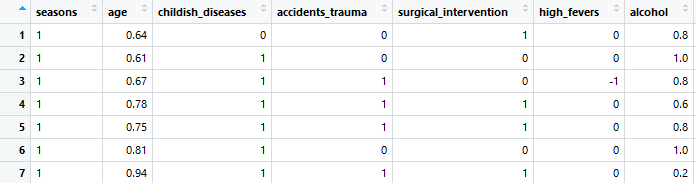 seasons age childish_diseases accidents_trauma surgical_intervention high_fevers alcohol
1 1 0.64 0 0 1 0 0.8
2 1 0.61 1 0 0 0 1.0
3 1 0.67 1 1 0 -1 0.8
4 1 0.78 1 1 1 0 0.6
5 1 0.75 1 1 1 0 0.8
6 1 0.81 1 0 0 0 1.0
7 1 0.94 1 1 1 0 0.2